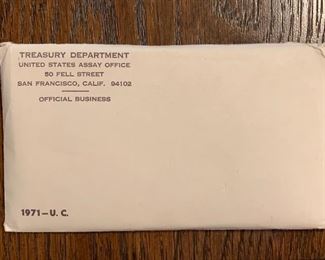 TREASURY DEPARTMENT
UNITED STATES ASSAY OFFICE
50 FELL STREET
SAN FRANCISCO, CALIF. 94102
OFFICIAL BUSINESS
1971—U. C.